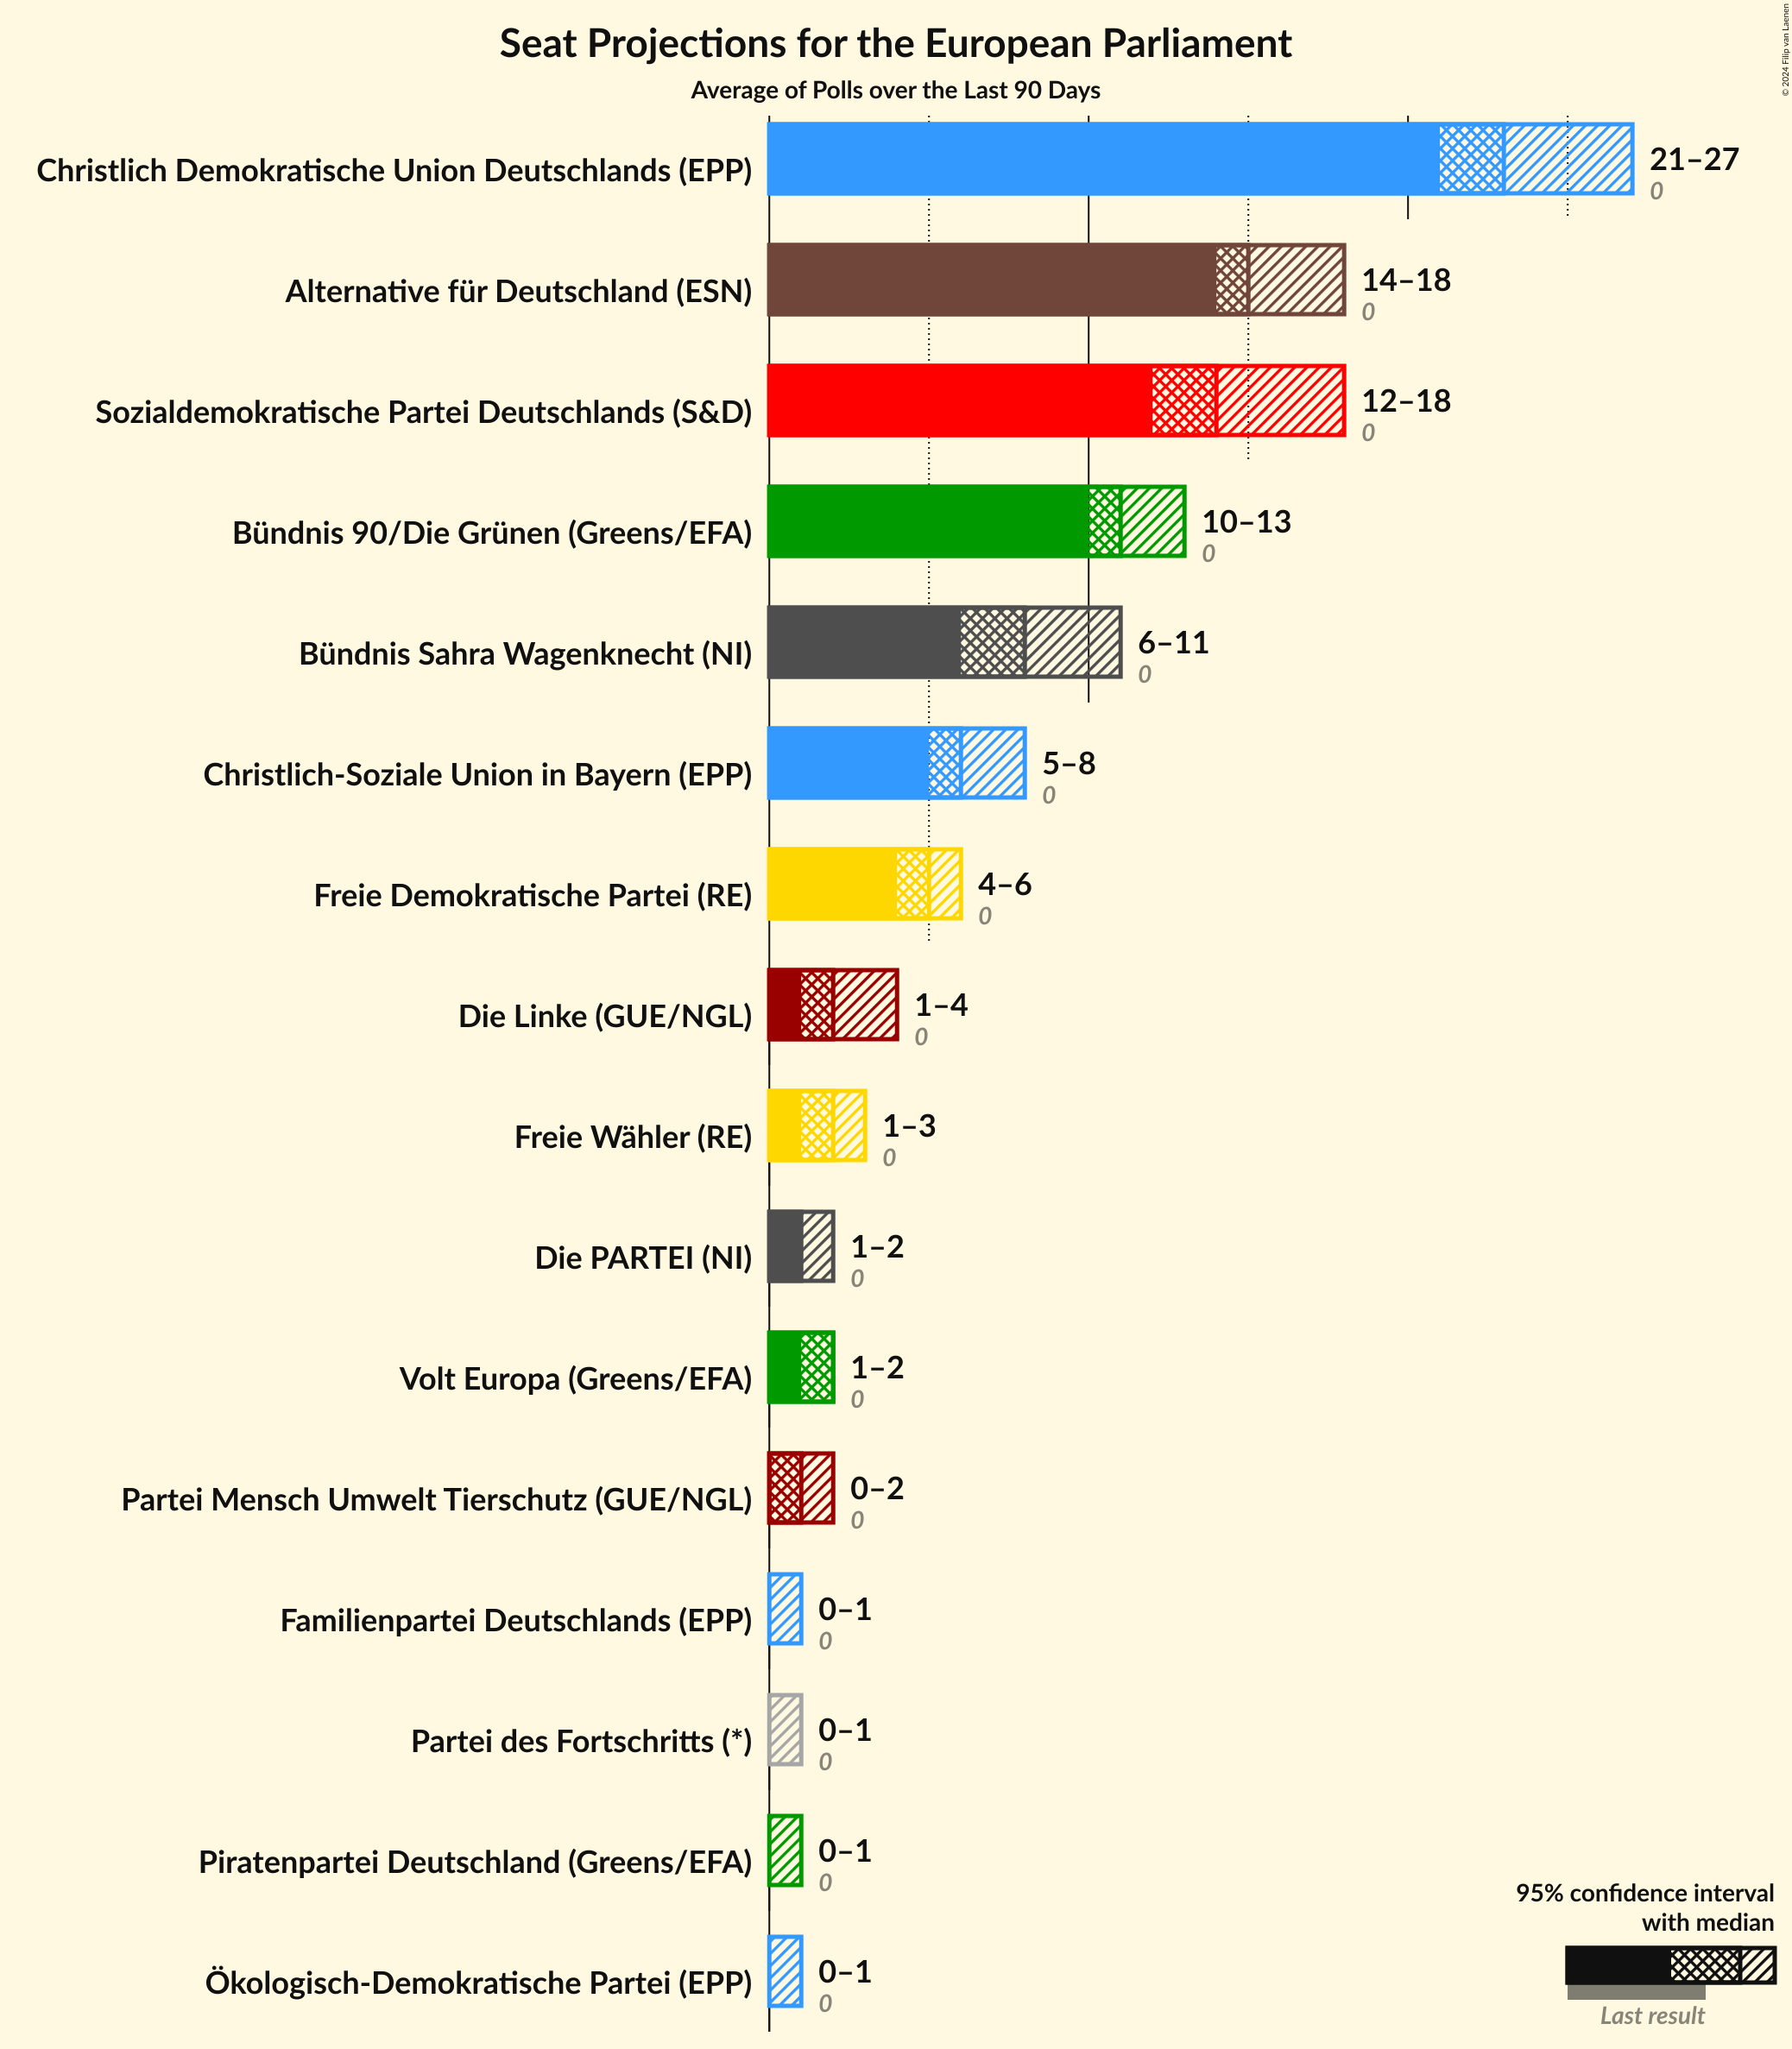 Seat Projections for the European Parliament
Average of Polls over the Last 90 Days
© 2024 Filip van Laenen
Christlich Demokratische Union Deutschlands (EPP)
21–27
0
Alternative für Deutschland (ESN)
14–18
0
Sozialdemokratische Partei Deutschlands (S&D)
12–18
0
Bündnis 90/Die Grünen (Greens/EFA)
10–13
0
Bündnis Sahra Wagenknecht (NI)
6–11
0
Christlich-Soziale Union in Bayern (EPP)
5–8
0
Freie Demokratische Partei (RE)
4–6
0
Die Linke (GUE/NGL)
1–4
0
Freie Wähler (RE)
1–3
0
Die PARTEI (NI)
1–2
0
Volt Europa (Greens/EFA)
1–2
0
Partei Mensch Umwelt Tierschutz (GUE/NGL)
0–2
0
Familienpartei Deutschlands (EPP)
0–1
0
Partei des Fortschritts (*)
0–1
0
Piratenpartei Deutschland (Greens/EFA)
0–1
0
Ökologisch-Demokratische Partei (EPP)
0–1
0
95% confidence interval
with median
Last result